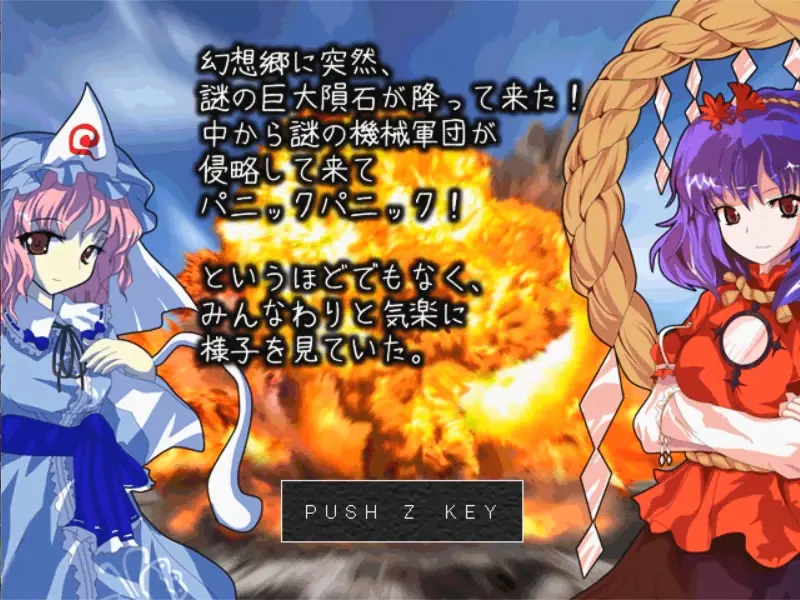 幻想郷に突然、
謎の巨大隕石が降って来た！
中から謎の機械軍団が
侵略して来て
パニックパニック！
というほどでもなく、
みんなわりと気楽に
様子を見ていた。
PUSH Z KEY